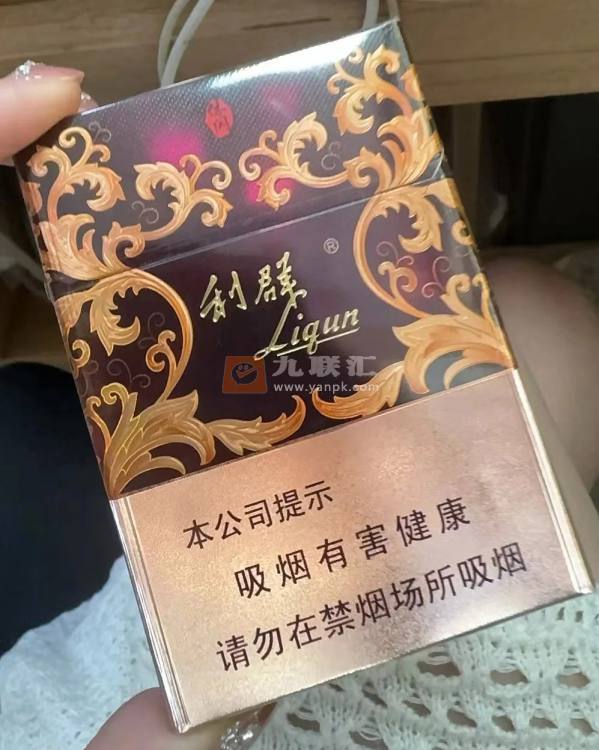 ®
利群
Liqun
九联汇
www.yanpk.com
本公司提示
吸烟有害健康
请勿在禁烟场所吸烟